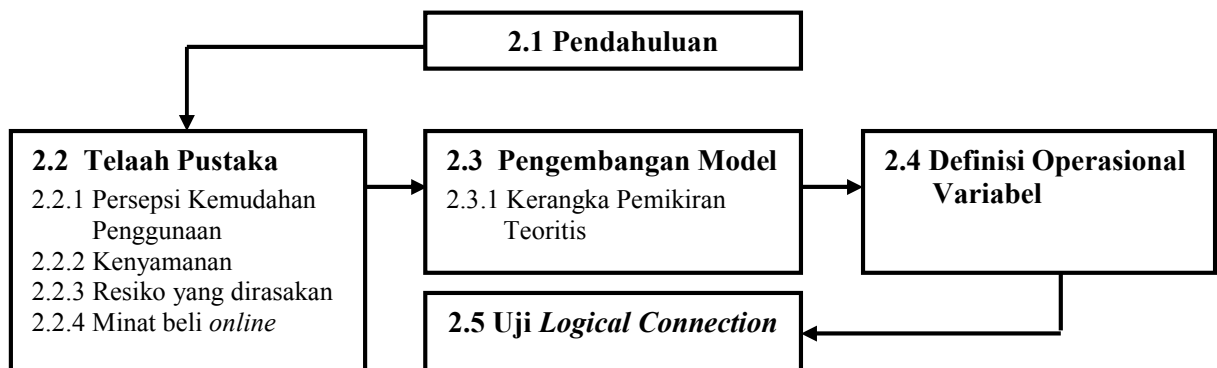 2.1 Pendahuluan
2.2 Telaah Pustaka
2.2.1 Persepsi Kemudahan
Penggunaan
2.2.2 Kenyamanan
2.2.3 Resiko yang dirasakan
2.2.4 Minat beli online
2.3 Pengembangan Model
2.3.1 Kerangka Pemikiran
Teoritis
2.4 Definisi Operasional
Variabel
2.5 Uji Logical Connection